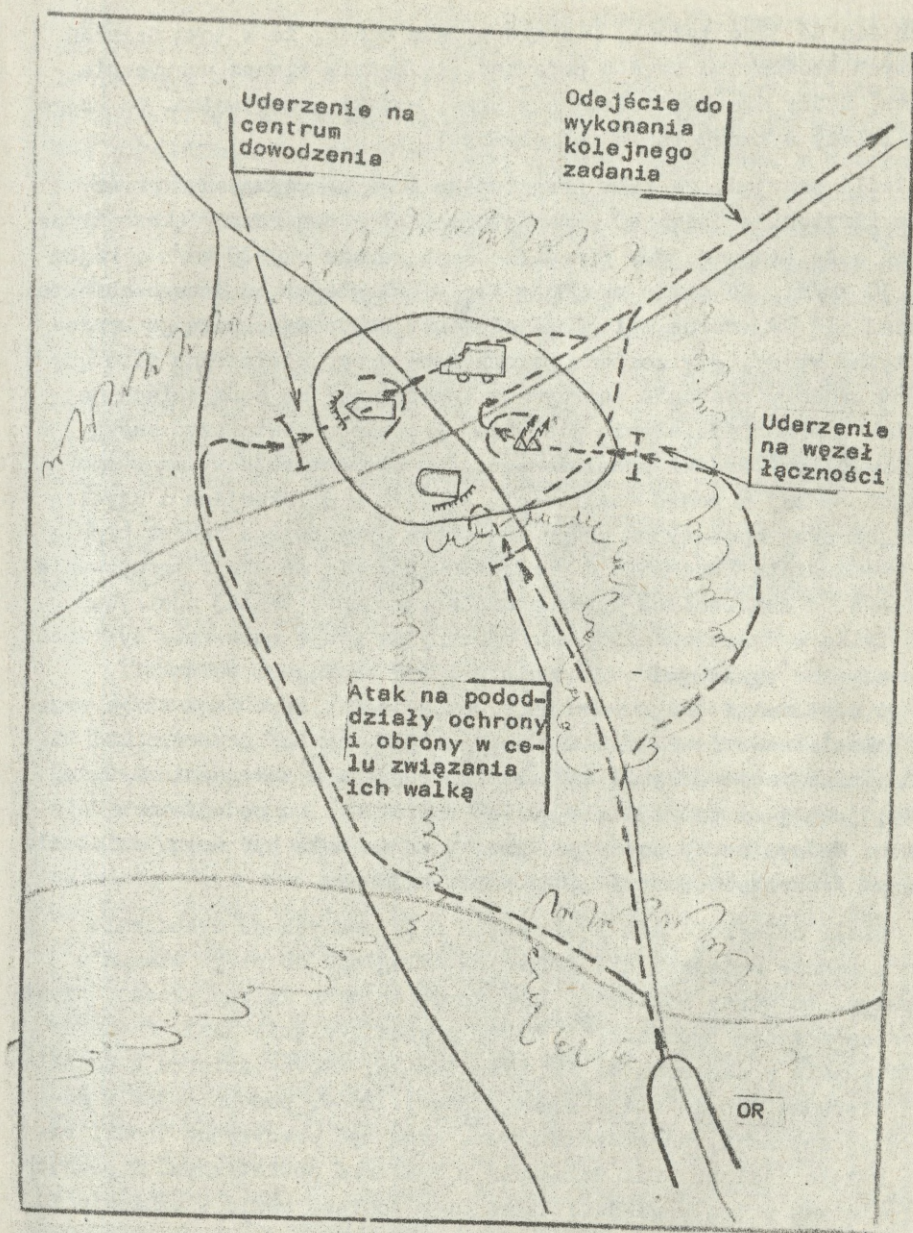 Uderzenie na
centrum
dowodzenia
Odejście do
wykonania
kolejnego
zadania
Uderzenie
na węzeł
łączności
Atak na podod-
działy ochrony
i obrony w ce-
lu związania
ich walką
OR